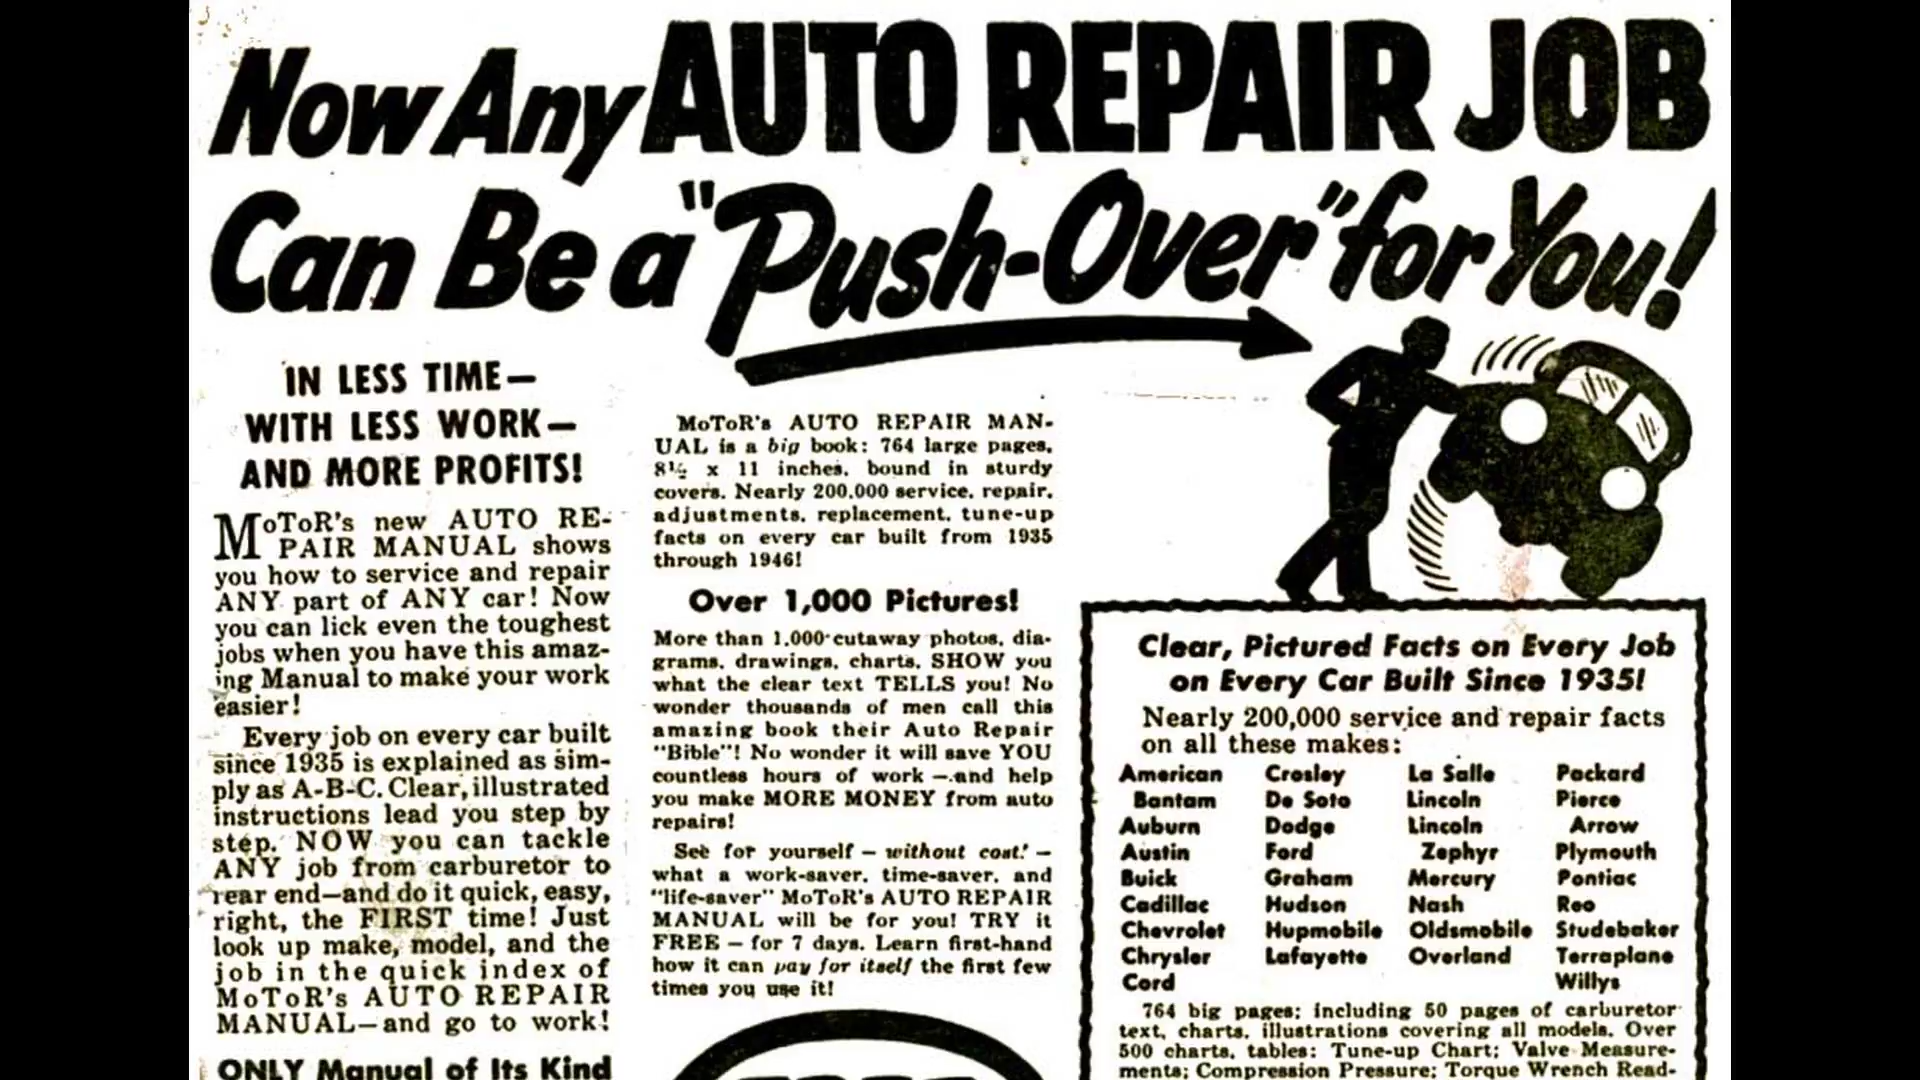 Now Any AUTO REPAIR JOB
Can Be a "Push-Over" for You!
IN LESS TIME—
WITH LESS WORK—
AND MORE PROFITS!
MoToR's new AUTO RE-
PAIR MANUAL shows
you how to service and repair
ANY part of ANY car! Now
you can lick even the toughest
jobs when you have this amaz-
ing Manual to make your work
easier!
Every job on every car built
since 1935 is explained as sim-
ply as A-B-C. Clear, illustrated
instructions lead you step by
step. NOW you can tackle
ANY job from carburetor to
rear end—and do it quick, easy,
right, the FIRST time! Just
look up make, model, and the
job in the quick index of
MoToR's AUTO REPAIR
MANUAL—and go to work!
ONLY Manual of Its Kind
MoToR's AUTO REPAIR MAN-
UAL is a big book: 764 large pages,
8½ x 11 inches, bound in sturdy
covers. Nearly 200,000 service, repair,
adjustments, replacement, tune-up
facts on every car built from 1935
through 1946!
Over 1,000 Pictures!
More than 1,000 cutaway photos, dia-
grams, drawings, charts, SHOW you
what the clear text TELLS you! No
wonder thousands of men call this
amazing book their Auto Repair
"Bible"! No wonder it will save YOU
countless hours of work — and help
you make MORE MONEY from auto
repairs!
See for yourself — without cost! —
what a work-saver, time-saver, and
"life-saver" MoToR's AUTO REPAIR
MANUAL will be for you! TRY it
FREE — for 7 days. Learn first-hand
how it can pay for itself the first few
times you use it!
Clear, Pictured Facts on Every Job
on Every Car Built Since 1935!
Nearly 200,000 service and repair facts
on all these makes:
American Crosley La Salle Packard
Bantam De Soto Lincoln Pierce
Auburn Dodge Lincoln Arrow
Austin Ford Zephyr Plymouth
Buick Graham Mercury Pontiac
Cadillac Hudson Nash Reo
Chevrolet Hupmobile Oldsmobile Studebaker
Chrysler Lafayette Overland Terraplane
Cord Willys
764 big pages; including 50 pages of carburetor
text, charts, illustrations covering all models. Over
500 charts, tables: Tune-up Chart; Valve Measure-
ments; Compression Pressure; Torque Wrench Read-